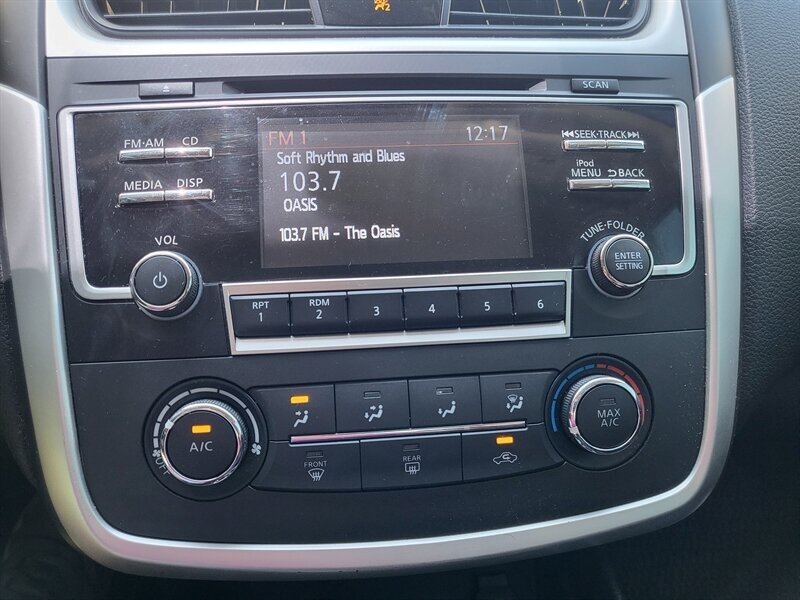 2
SCAN
FM 1 12:17
Soft Rhythm and Blues
103.7
OASIS
103.7 FM - The Oasis
FM·AM CD
MEDIA DISP
SEEK·TRACK
iPod
MENU BACK
VOL
TUNE·FOLDER
ENTER
SETTING
RPT RDM
1 2 3 4 5 6
A/C
OFF
MAX
A/C
FRONT REAR